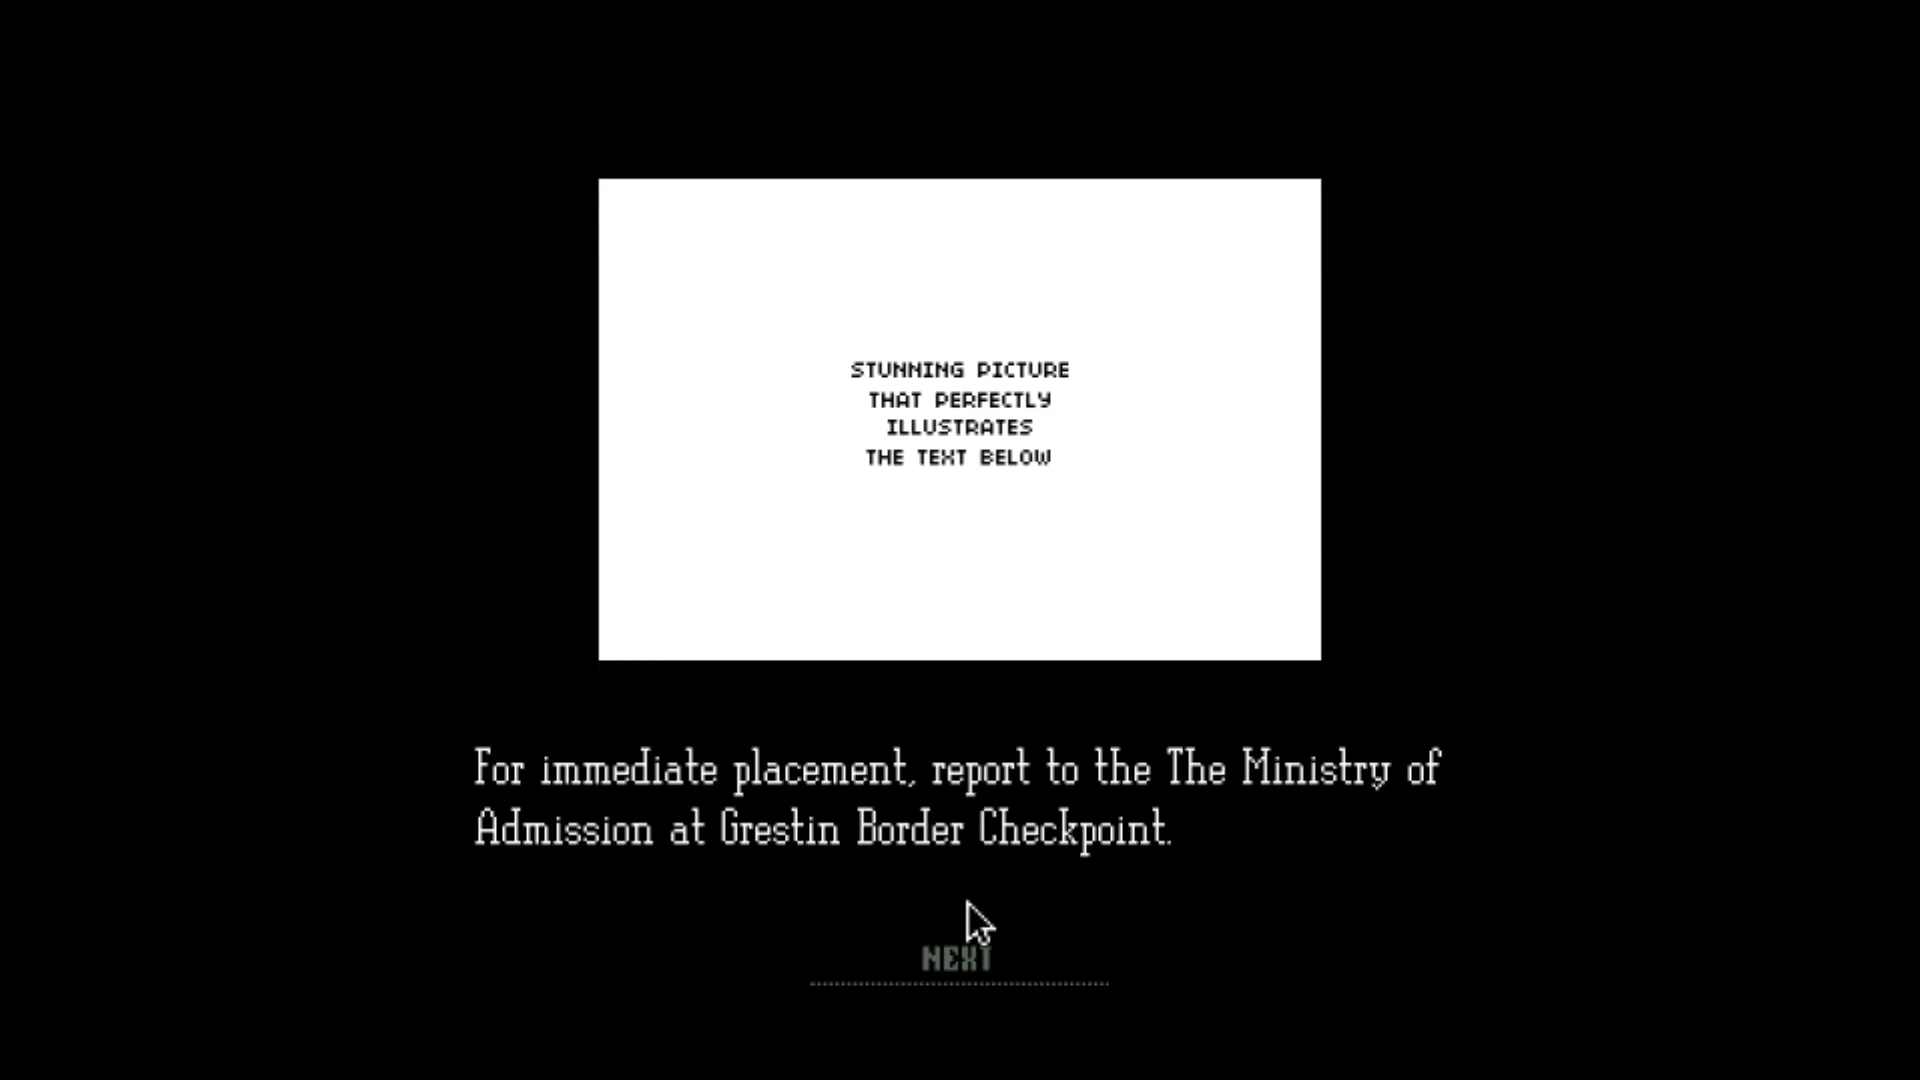 STUNNING PICTURE
THAT PERFECTLY
ILLUSTRATES
THE TEXT BELOW
For immediate placement, report to the The Ministry of
Admission at Grestin Border Checkpoint.
NEXT